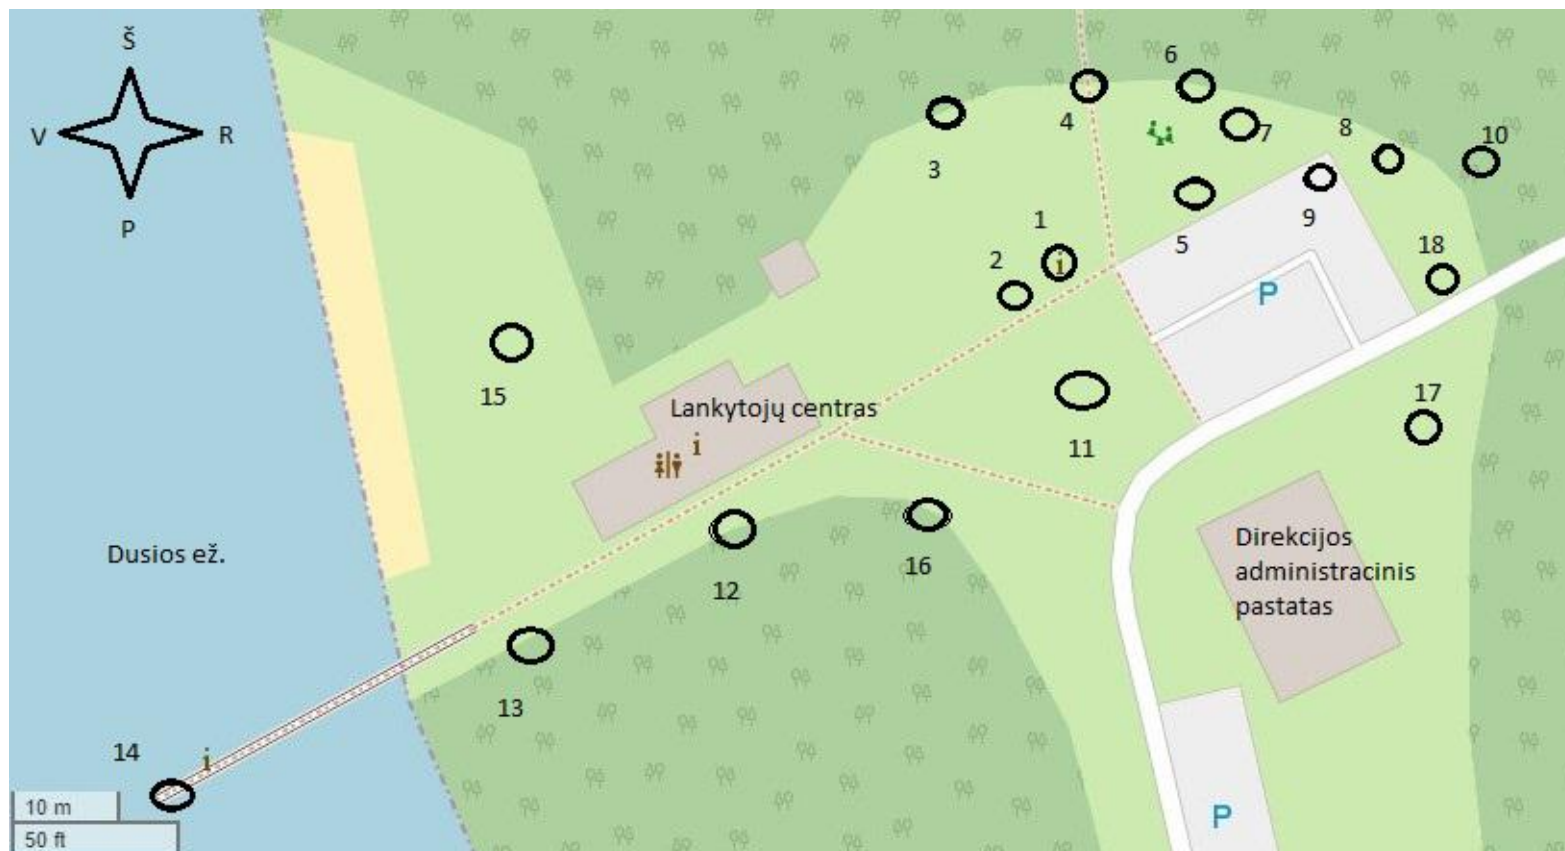 Š
V
R
P
6
4
7
8
10
3
1
2
5
9
18
P
15
Lankytojų centras
i
i
11
17
Dusios ež.
12
16
Direkcijos
administracinis
pastatas
13
14
i
P
10 m
50 ft